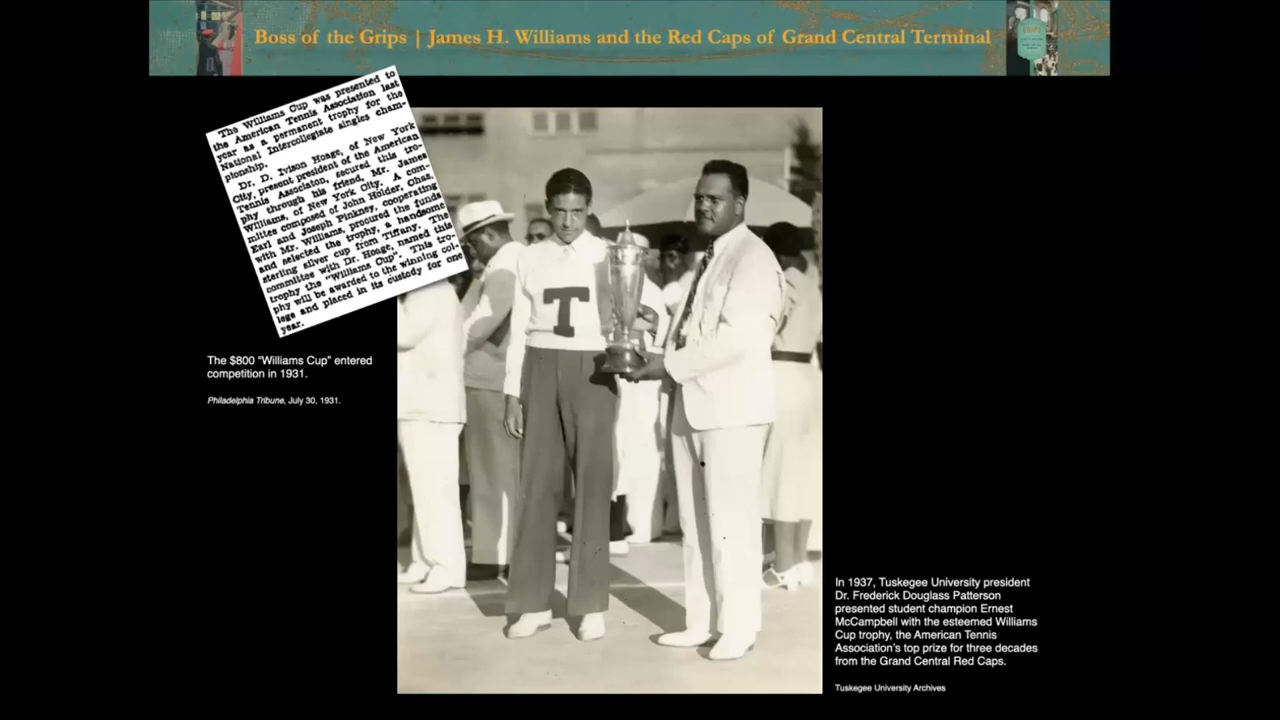 Boss of the Grips | James H. Williams and the Red Caps of Grand Central Terminal
The Williams Cup was presented to
the American Tennis Association last
year as a permanent trophy for the
National Intercollegiate singles cham-
pionship.
Dr. D. Ivison Hoage, of New York
City, present president of the American
Tennis Association, secured this tro-
phy through his friend, Mr. James
Williams, of New York City. A com-
mittee composed of John Holder, Chas.
Earl and Joseph Pinkney, cooperating
with Mr. Williams, procured the funds
and selected the trophy, a handsome
sterling silver cup from Tiffany. The
committee with Dr. Hoage, named this
trophy the "Williams Cup". This tro-
phy will be awarded to the winning col-
lege and placed in its custody for one
year.
The $800 “Williams Cup” entered
competition in 1931.
Philadelphia Tribune, July 30, 1931.
T
In 1937, Tuskegee University president
Dr. Frederick Douglass Patterson
presented student champion Ernest
McCampbell with the esteemed Williams
Cup trophy, the American Tennis
Association's top prize for three decades
from the Grand Central Red Caps.
Tuskegee University Archives